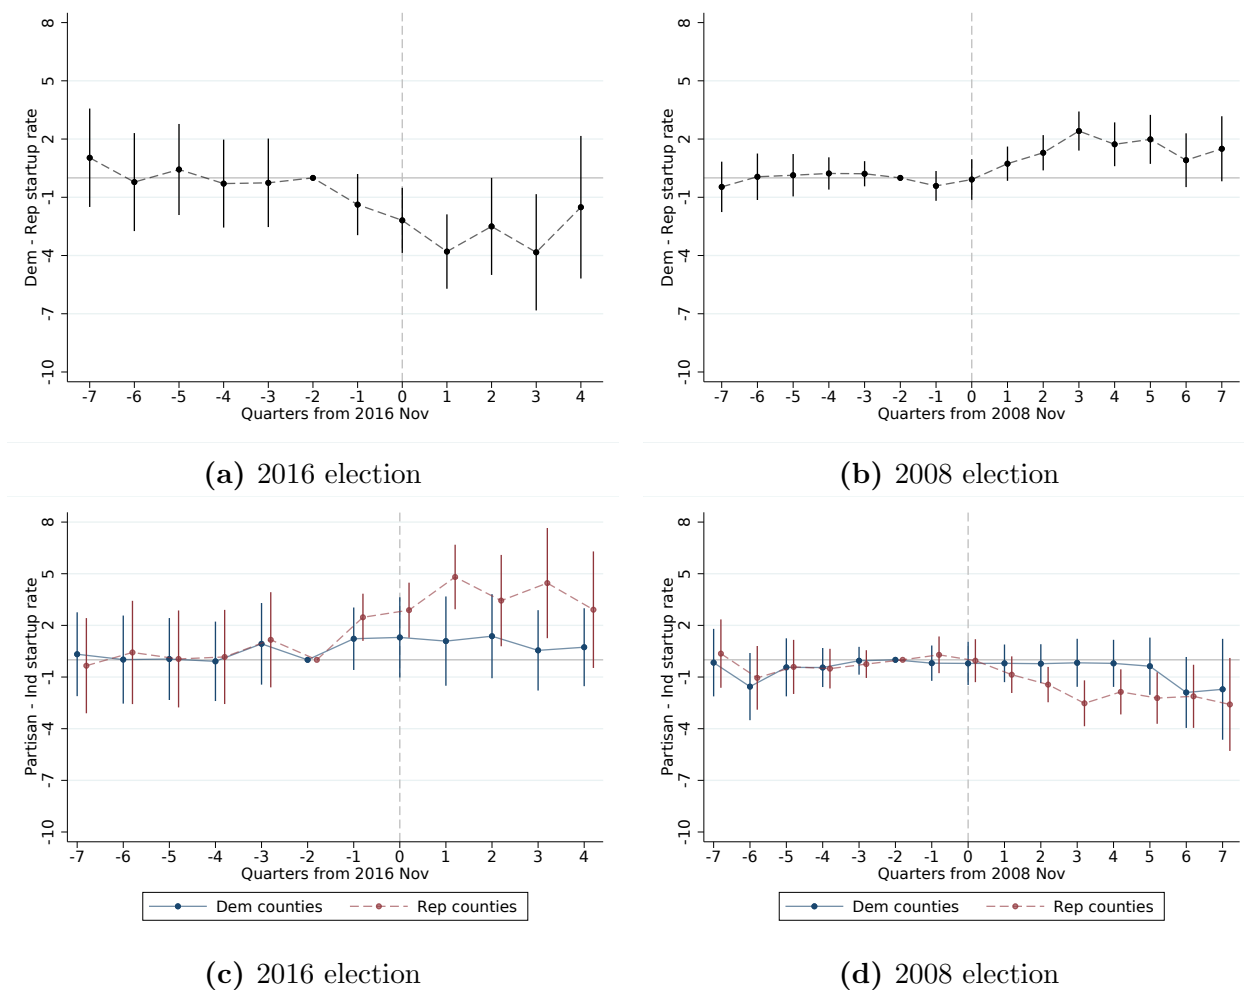 8
5
2
-1
-4
-7
-10
Dem - Rep startup rate
-7 -6 -5 -4 -3 -2 -1 0 1 2 3 4
Quarters from 2016 Nov
(a) 2016 election
8
5
2
-1
-4
-7
-10
Dem - Rep startup rate
-7 -6 -5 -4 -3 -2 -1 0 1 2 3 4 5 6 7
Quarters from 2008 Nov
(b) 2008 election
8
5
2
-1
-4
-7
-10
Partisan - Ind startup rate
-7 -6 -5 -4 -3 -2 -1 0 1 2 3 4
Quarters from 2016 Nov
Dem counties Rep counties
(c) 2016 election
8
5
2
-1
-4
-7
-10
Partisan - Ind startup rate
-7 -6 -5 -4 -3 -2 -1 0 1 2 3 4 5 6 7
Quarters from 2008 Nov
Dem counties Rep counties
(d) 2008 election